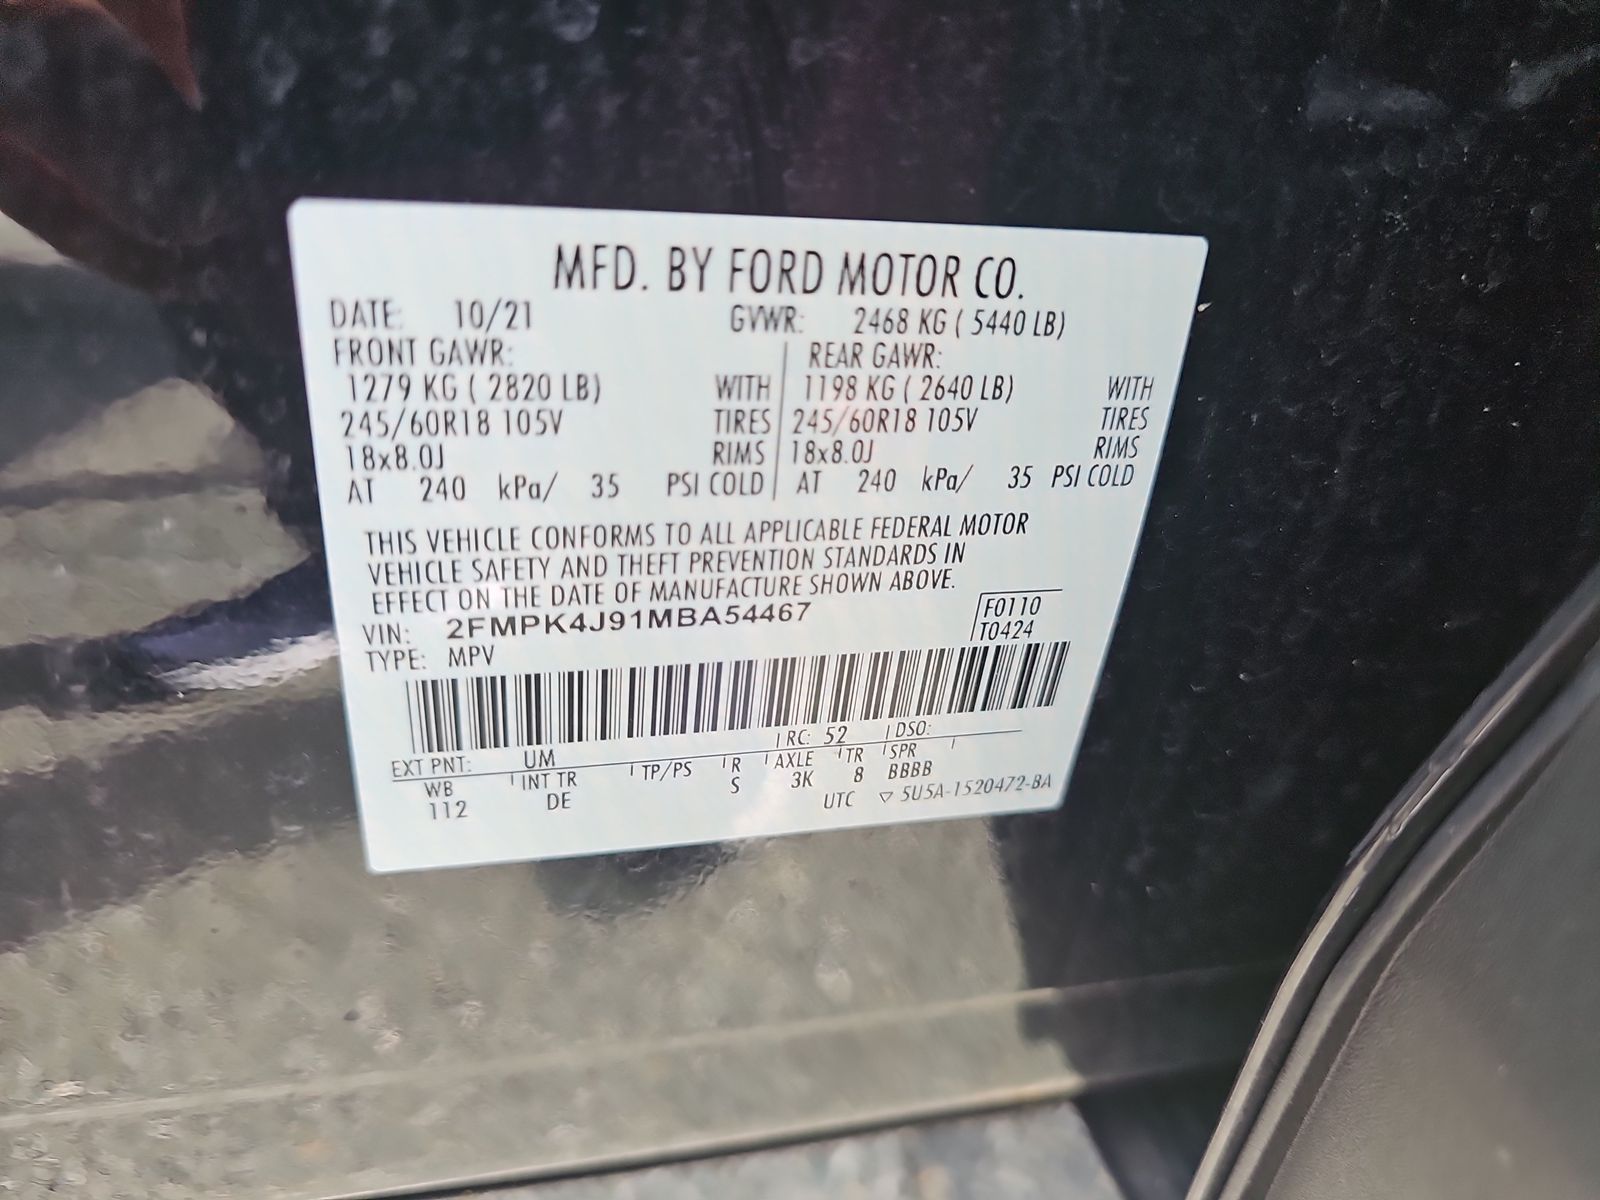 MFD. BY FORD MOTOR CO.
DATE: 10/21 GVWR: 2468 KG ( 5440 LB)
FRONT GAWR: REAR GAWR:
1279 KG ( 2820 LB) WITH 1198 KG ( 2640 LB) WITH
245/60R18 105V TIRES 245/60R18 105V TIRES
18x8.0J RIMS 18x8.0J RIMS
AT 240 kPa/ 35 PSI COLD AT 240 kPa/ 35 PSI COLD
THIS VEHICLE CONFORMS TO ALL APPLICABLE FEDERAL MOTOR
VEHICLE SAFETY AND THEFT PREVENTION STANDARDS IN
EFFECT ON THE DATE OF MANUFACTURE SHOWN ABOVE.
VIN: 2FMPK4J91MBA54467 F0110
TYPE: MPV T0424
EXT PNT: UM RC: 52 DSO:
WB INT TR TP/PS R AXLE TR SPR
112 DE S 3K 8 BBBB
UTC ▽ 5U5A-1520472-BA